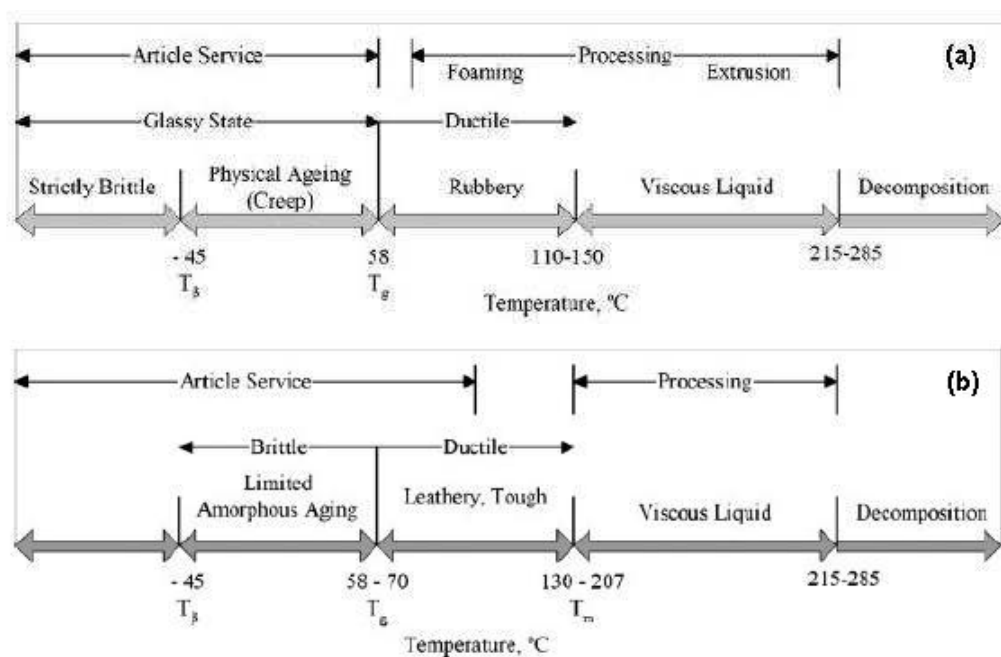 Article Service
Processing
(a)
Foaming
Extrusion
Glassy State
Ductile
Strictly Brittle
Physical Ageing
(Creep)
Rubbery
Viscous Liquid
Decomposition
- 45
58
110-150
215-285
Tβ
Tg
Temperature, ºC
Article Service
Processing
(b)
Brittle
Ductile
Limited
Amorphous Aging
Leathery, Tough
Viscous Liquid
Decomposition
- 45
58 - 70
130 - 207
215-285
Tβ
TG
Tm
Temperature, ºC